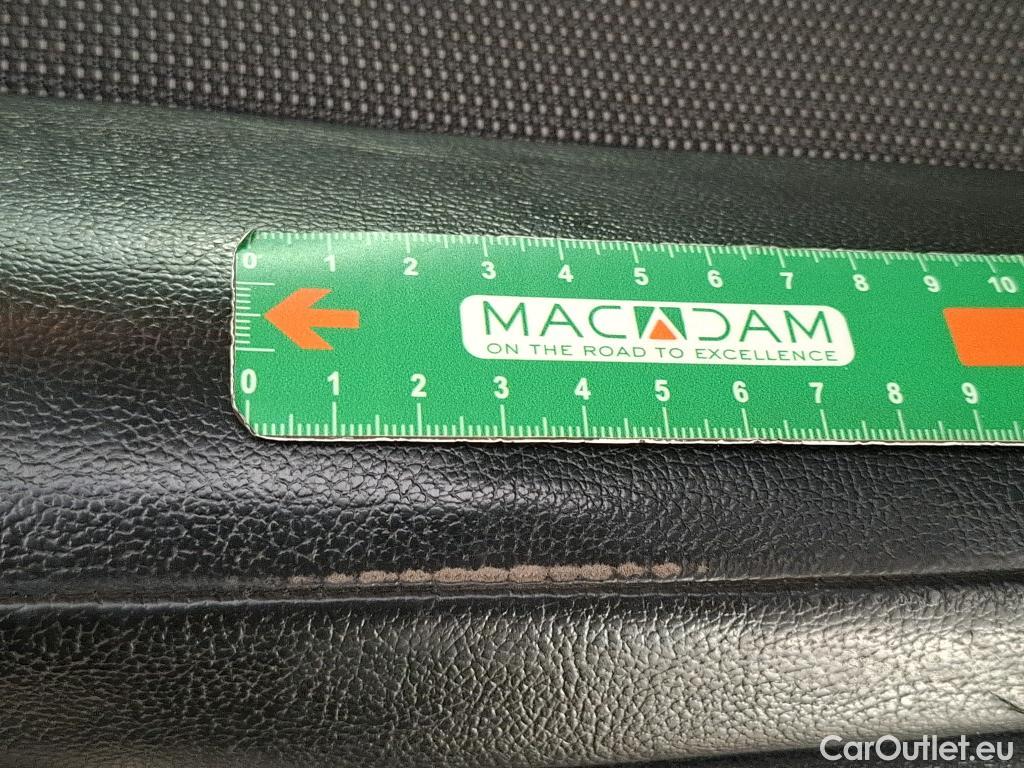 0 1 2 3 4 5 6 7 8 9 10
MACADAM
ON THE ROAD TO EXCELLENCE
0 1 2 3 4 5 6 7 8 9
CarOutlet.eu